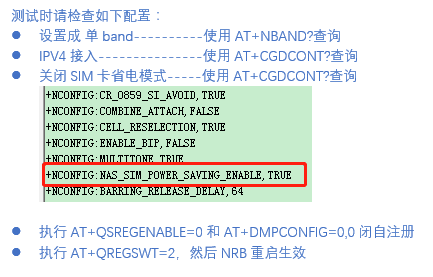 测试时请检查如下配置：
● 设置成 单 band----------使用 AT+NBAND?查询
● IPV4 接入----------------使用 AT+CGDCONT?查询
● 关闭 SIM 卡省电模式-----使用 AT+CGDCONT?查询
+NCONFIG:CR_0859_SI_AVOID,TRUE
+NCONFIG:COMBINE_ATTACH,FALSE
+NCONFIG:CELL_RESELECTION,TRUE
+NCONFIG:ENABLE_BIP,FALSE
+NCONFIG:MULTITONE,TRUE
+NCONFIG:NAS_SIM_POWER_SAVING_ENABLE,TRUE
+NCONFIG:BARRING_RELEASE_DELAY,64
● 执行 AT+QSREGENABLE=0 和 AT+DMPCONFIG=0,0 闭自注册
● 执行 AT+QREGSWT=2，然后 NRB 重启生效